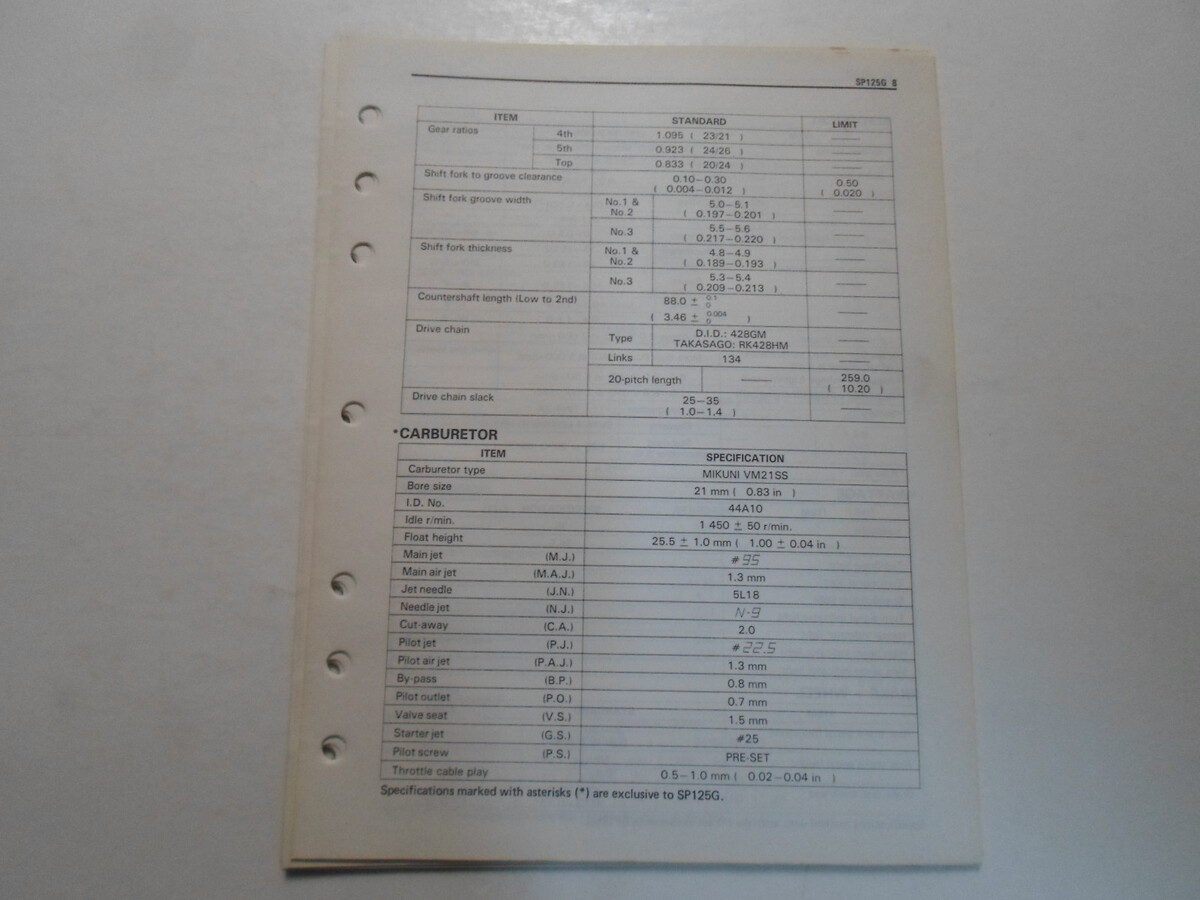 SP125G 8
ITEM STANDARD LIMIT
Gear ratios 4th 1.095 ( 23/21 ) ——
5th 0.923 ( 24/26 ) ——
Top 0.833 ( 20/24 ) ——
Shift fork to groove clearance 0.10–0.30 0.50
( 0.004–0.012 ) ( 0.020 )
Shift fork groove width No.1 & 5.0–5.1 ——
No.2 ( 0.197–0.201 )
No.3 5.5–5.6 ——
( 0.217–0.220 )
Shift fork thickness No.1 & 4.8–4.9 ——
No.2 ( 0.189–0.193 )
No.3 5.3–5.4 ——
( 0.209–0.213 )
Countershaft length (Low to 2nd) 88.0 ± 0.1 0 ——
( 3.46 ± 0.004 0 )
Drive chain Type D.I.D.: 428GM ——
TAKASAGO: RK428HM
Links 134 ——
20-pitch length —— 259.0
( 10.20 )
Drive chain slack 25–35 ——
( 1.0–1.4 )
*CARBURETOR
ITEM SPECIFICATION
Carburetor type MIKUNI VM21SS
Bore size 21 mm ( 0.83 in )
I.D. No. 44A10
Idle r/min. 1 450 ± 50 r/min.
Float height 25.5 ± 1.0 mm ( 1.00 ± 0.04 in )
Main jet (M.J.) #95
Main air jet (M.A.J.) 1.3 mm
Jet needle (J.N.) 5L18
Needle jet (N.J.) N-9
Cut-away (C.A.) 2.0
Pilot jet (P.J.) #22.5
Pilot air jet (P.A.J.) 1.3 mm
By-pass (B.P.) 0.8 mm
Pilot outlet (P.O.) 0.7 mm
Valve seat (V.S.) 1.5 mm
Starter jet (G.S.) #25
Pilot screw (P.S.) PRE-SET
Throttle cable play 0.5–1.0 mm ( 0.02–0.04 in )
Specifications marked with asterisks (*) are exclusive to SP125G.